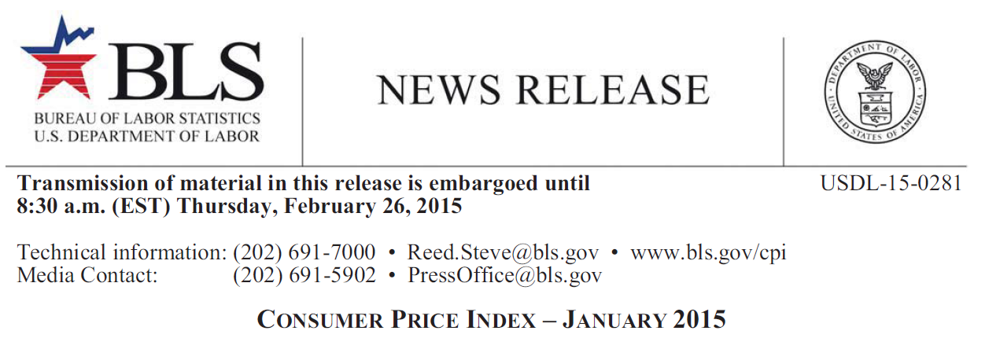 BLS
BUREAU OF LABOR STATISTICS
U.S. DEPARTMENT OF LABOR
NEWS RELEASE
DEPARTMENT OF LABOR
UNITED STATES OF AMERICA
Transmission of material in this release is embargoed until
USDL-15-0281
8:30 a.m. (EST) Thursday, February 26, 2015
Technical information: (202) 691-7000 • Reed.Steve@bls.gov • www.bls.gov/cpi
Media Contact: (202) 691-5902 • PressOffice@bls.gov
CONSUMER PRICE INDEX – JANUARY 2015